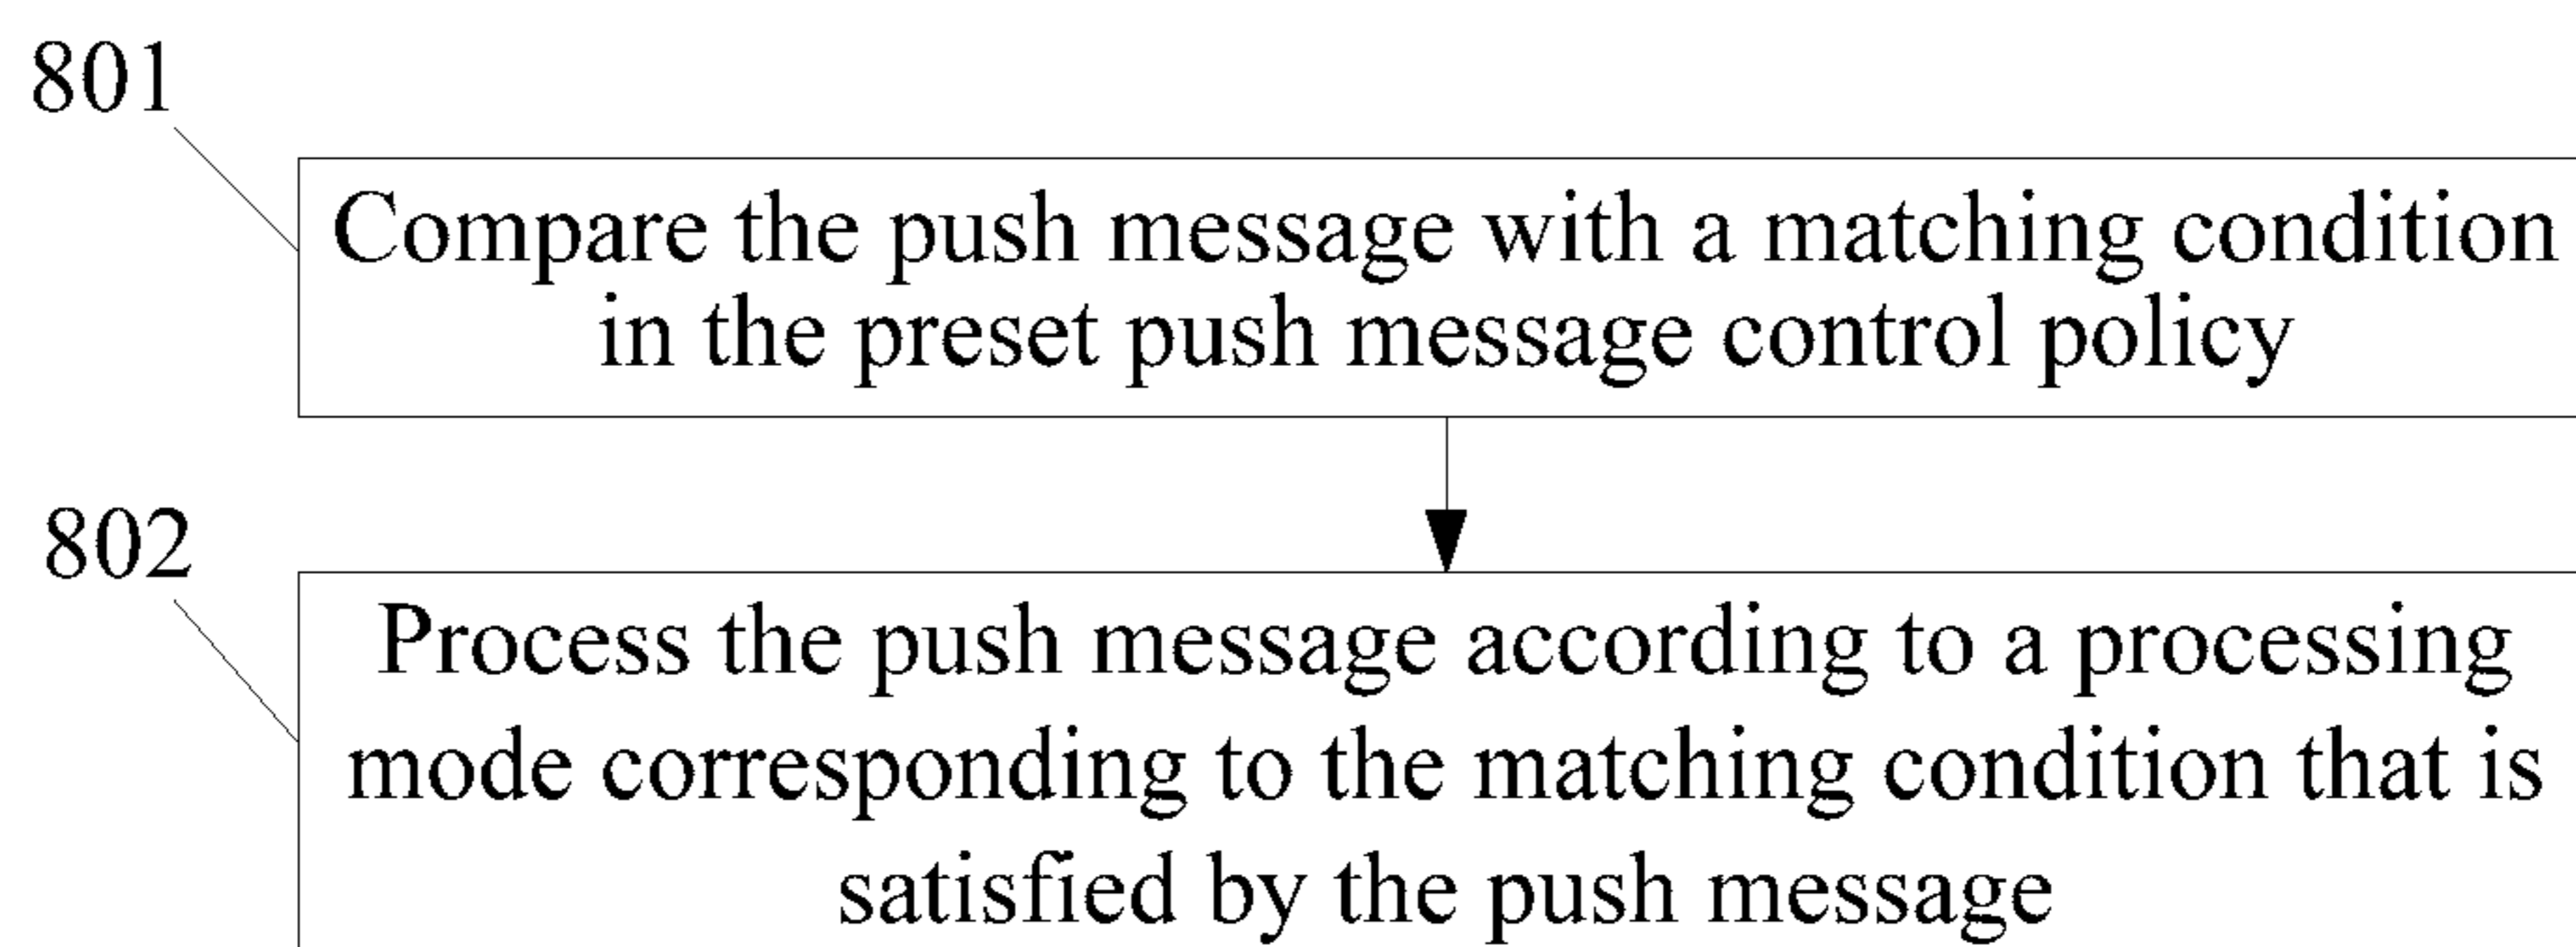 801
Compare the push message with a matching condition
in the preset push message control policy
802
Process the push message according to a processing
mode corresponding to the matching condition that is
satisfied by the push message